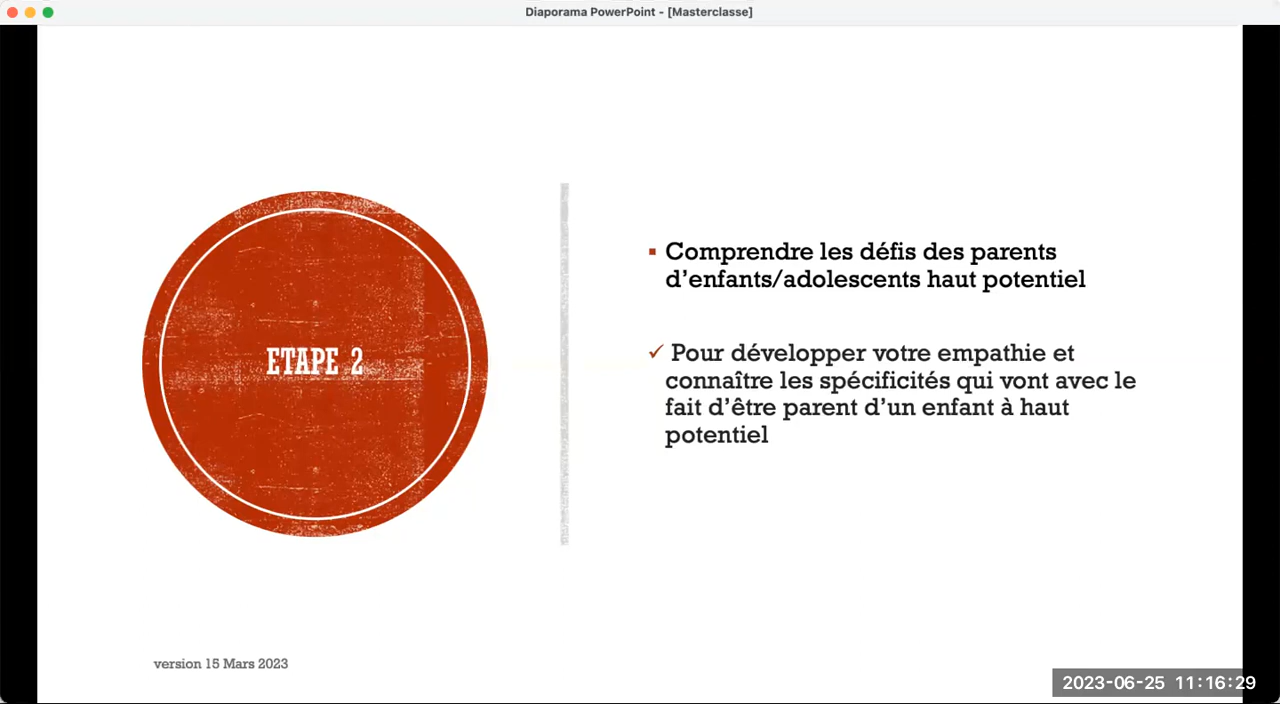 Diaporama PowerPoint - [Masterclasse]
ETAPE 2
▪ Comprendre les défis des parents
d’enfants/adolescents haut potentiel
✓ Pour développer votre empathie et
connaître les spécificités qui vont avec le
fait d’être parent d’un enfant à haut
potentiel
version 15 Mars 2023
2023-06-25 11:16:29